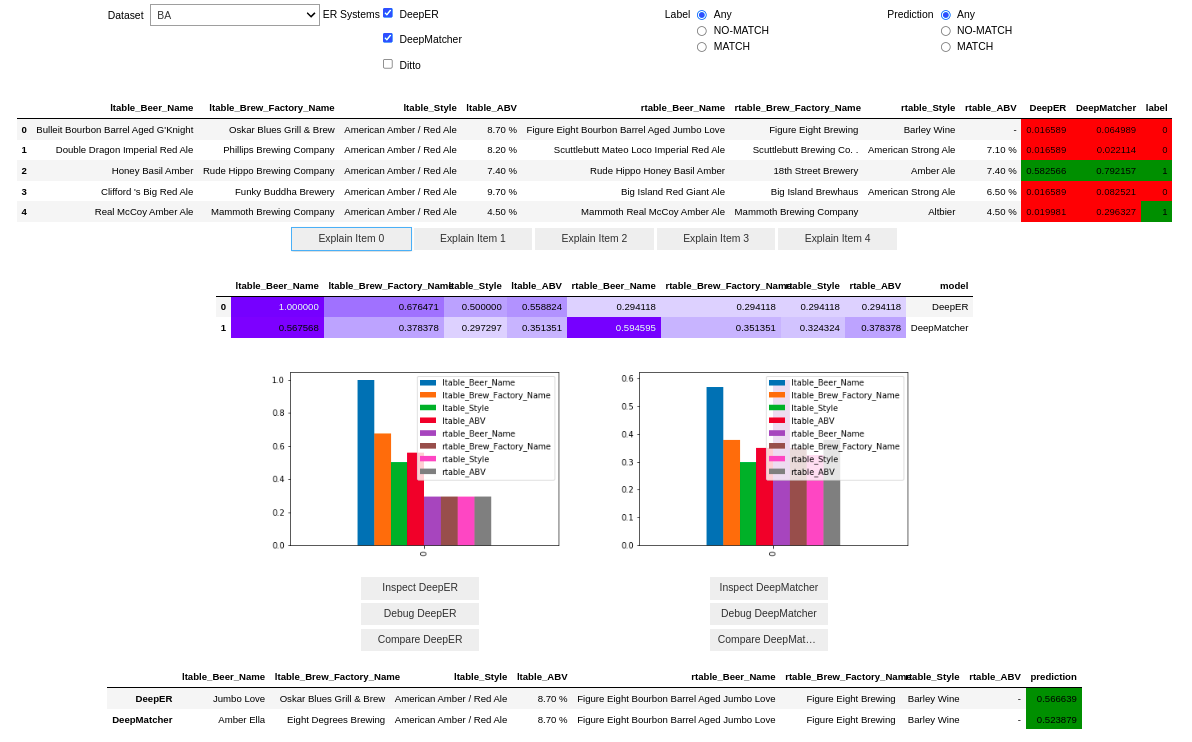 Dataset BA ER Systems DeepER Label Any Prediction Any
NO-MATCH NO-MATCH
DeepMatcher MATCH MATCH
Ditto
ltable_Beer_Name ltable_Brew_Factory_Name ltable_Style ltable_ABV rtable_Beer_Name rtable_Brew_Factory_Name rtable_Style rtable_ABV DeepER DeepMatcher label
0 Bulleit Bourbon Barrel Aged G'Knight Oskar Blues Grill & Brew American Amber / Red Ale 8.70 % Figure Eight Bourbon Barrel Aged Jumbo Love Figure Eight Brewing Barley Wine - 0.016589 0.064989 0
1 Double Dragon Imperial Red Ale Phillips Brewing Company American Amber / Red Ale 8.20 % Scuttlebutt Mateo Loco Imperial Red Ale Scuttlebutt Brewing Co. . American Strong Ale 7.10 % 0.016589 0.022114 0
2 Honey Basil Amber Rude Hippo Brewing Company American Amber / Red Ale 7.40 % Rude Hippo Honey Basil Amber 18th Street Brewery Amber Ale 7.40 % 0.582566 0.792157 1
3 Clifford 's Big Red Ale Funky Buddha Brewery American Amber / Red Ale 9.70 % Big Island Red Giant Ale Big Island Brewhaus American Strong Ale 6.50 % 0.016589 0.082521 0
4 Real McCoy Amber Ale Mammoth Brewing Company American Amber / Red Ale 4.50 % Mammoth Real McCoy Amber Ale Mammoth Brewing Company Altbier 4.50 % 0.019981 0.296327 1
Explain Item 0 Explain Item 1 Explain Item 2 Explain Item 3 Explain Item 4
ltable_Beer_Name ltable_Brew_Factory_Name ltable_Style ltable_ABV rtable_Beer_Name rtable_Brew_Factory_Name rtable_Style rtable_ABV model
0 1.000000 0.676471 0.500000 0.558824 0.294118 0.294118 0.294118 0.294118 DeepER
1 0.567568 0.378378 0.297297 0.351351 0.594595 0.351351 0.324324 0.378378 DeepMatcher
1.0
0.8
0.6
0.4
0.2
0.0
ltable_Beer_Name
ltable_Brew_Factory_Name
ltable_Style
ltable_ABV
rtable_Beer_Name
rtable_Brew_Factory_Name
rtable_Style
rtable_ABV
0
0.6
0.5
0.4
0.3
0.2
0.1
0.0
ltable_Beer_Name
ltable_Brew_Factory_Name
ltable_Style
ltable_ABV
rtable_Beer_Name
rtable_Brew_Factory_Name
rtable_Style
rtable_ABV
0
Inspect DeepER Inspect DeepMatcher
Debug DeepER Debug DeepMatcher
Compare DeepER Compare DeepMat...
ltable_Beer_Name ltable_Brew_Factory_Name ltable_Style ltable_ABV rtable_Beer_Name rtable_Brew_Factory_Name rtable_Style rtable_ABV prediction
DeepER Jumbo Love Oskar Blues Grill & Brew American Amber / Red Ale 8.70 % Figure Eight Bourbon Barrel Aged Jumbo Love Figure Eight Brewing Barley Wine - 0.566639
DeepMatcher Amber Ella Eight Degrees Brewing American Amber / Red Ale 8.70 % Figure Eight Bourbon Barrel Aged Jumbo Love Figure Eight Brewing Barley Wine - 0.523879